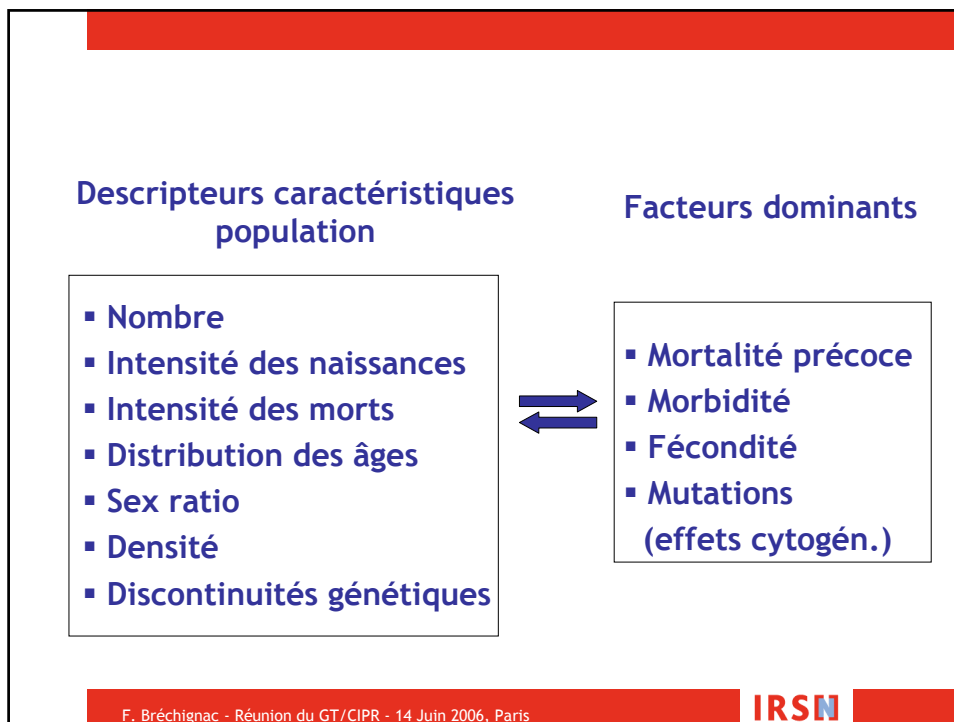 Descripteurs caractéristiques
population
Facteurs dominants
▪ Nombre
▪ Intensité des naissances
▪ Intensité des morts
▪ Distribution des âges
▪ Sex ratio
▪ Densité
▪ Discontinuités génétiques
▪ Mortalité précoce
▪ Morbidité
▪ Fécondité
▪ Mutations
(effets cytogén.)
F. Bréchignac - Réunion du GT/CIPR - 14 Juin 2006, Paris
IRSN